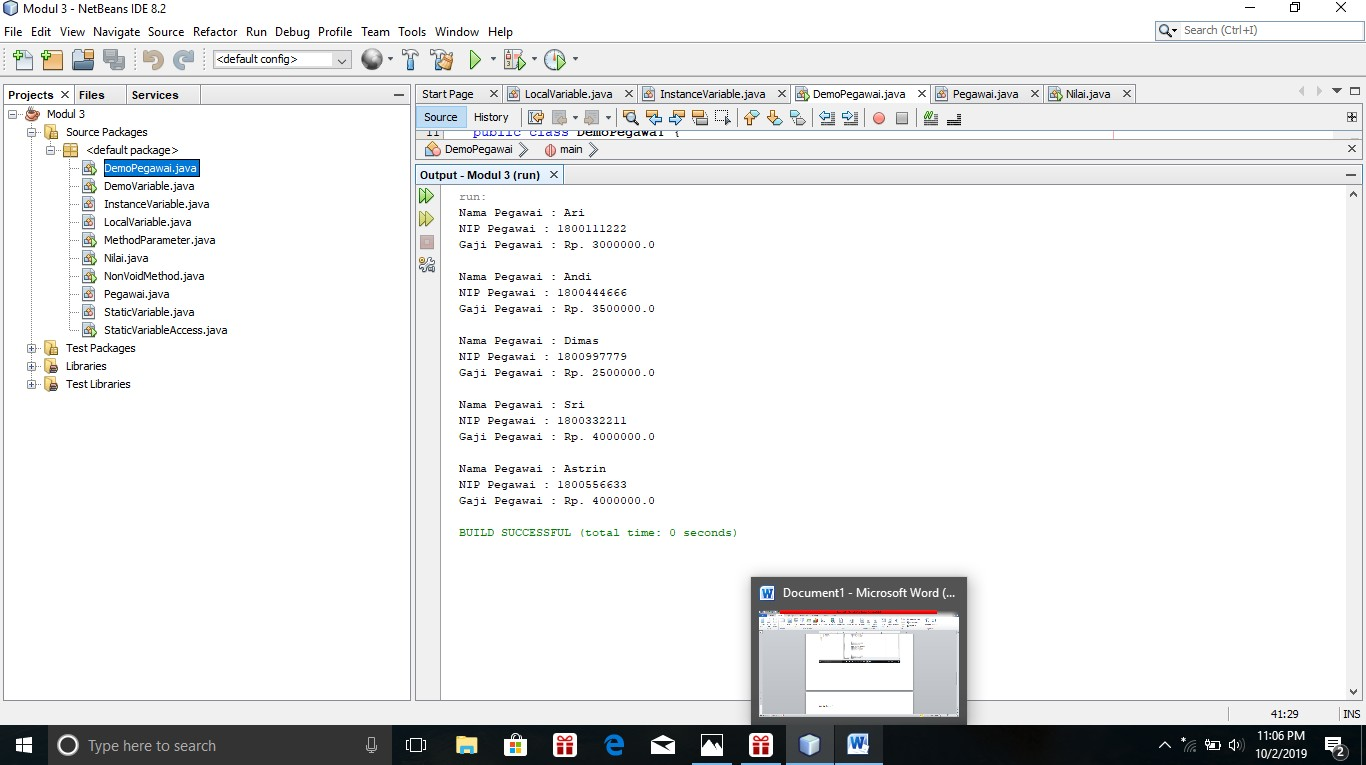 Modul 3 - NetBeans IDE 8.2
File Edit View Navigate Source Refactor Run Debug Profile Team Tools Window Help
Search (Ctrl+I)
<default config>
Projects Files Services
Start Page LocalVariable.java InstanceVariable.java DemoPegawai.java Pegawai.java Nilai.java
Source History
11 public class DemoPegawai {
DemoPegawai main
Modul 3
Source Packages
<default package>
DemoPegawai.java
DemoVariable.java
InstanceVariable.java
LocalVariable.java
MethodParameter.java
Nilai.java
NonVoidMethod.java
Pegawai.java
StaticVariable.java
StaticVariableAccess.java
Test Packages
Libraries
Test Libraries
Output - Modul 3 (run)
run:
Nama Pegawai : Ari
NIP Pegawai : 1800111222
Gaji Pegawai : Rp. 3000000.0
Nama Pegawai : Andi
NIP Pegawai : 1800444666
Gaji Pegawai : Rp. 3500000.0
Nama Pegawai : Dimas
NIP Pegawai : 1800997779
Gaji Pegawai : Rp. 2500000.0
Nama Pegawai : Sri
NIP Pegawai : 1800332211
Gaji Pegawai : Rp. 4000000.0
Nama Pegawai : Astrin
NIP Pegawai : 1800556633
Gaji Pegawai : Rp. 4000000.0
BUILD SUCCESSFUL (total time: 0 seconds)
Document1 - Microsoft Word (...
41:29 INS
Type here to search
11:06 PM
10/2/2019
2